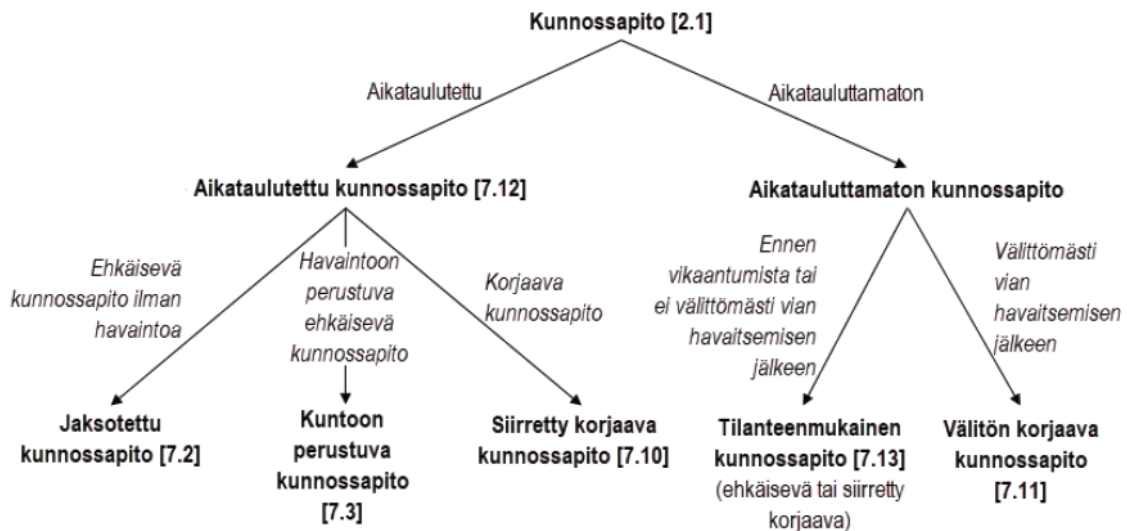 Kunnossapito [2.1]
Aikataulutettu
Aikatauluttamaton
Aikataulutettu kunnossapito [7.12]
Aikatauluttamaton kunnossapito
Ehkäisevä
kunnossapito ilman
havaintoa
Havaintoon
perustuva
ehkäisevä
kunnossapito
Korjaava
kunnossapito
Ennen
vikaantumista tai
ei välittömästi vian
havaitsemisen
jälkeen
Välittömästi
vian
havaitsemisen
jälkeen
Jaksotettu
kunnossapito [7.2]
Kuntoon
perustuva
kunnossapito
[7.3]
Siirretty korjaava
kunnossapito [7.10]
Tilanteenmukainen
kunnossapito [7.13]
(ehkäisevä tai siirretty
korjaava)
Välitön korjaava
kunnossapito
[7.11]